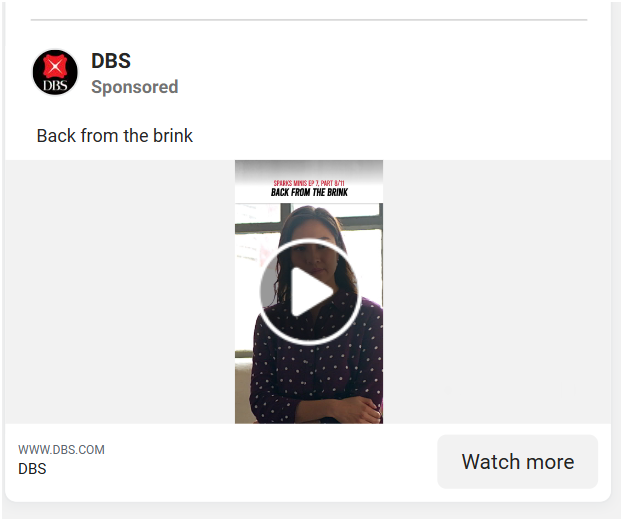 DBS
DBS
Sponsored
Back from the brink
SPARKS MINIS EP 7, PART 8/11
BACK FROM THE BRINK
WWW.DBS.COM
DBS
Watch more